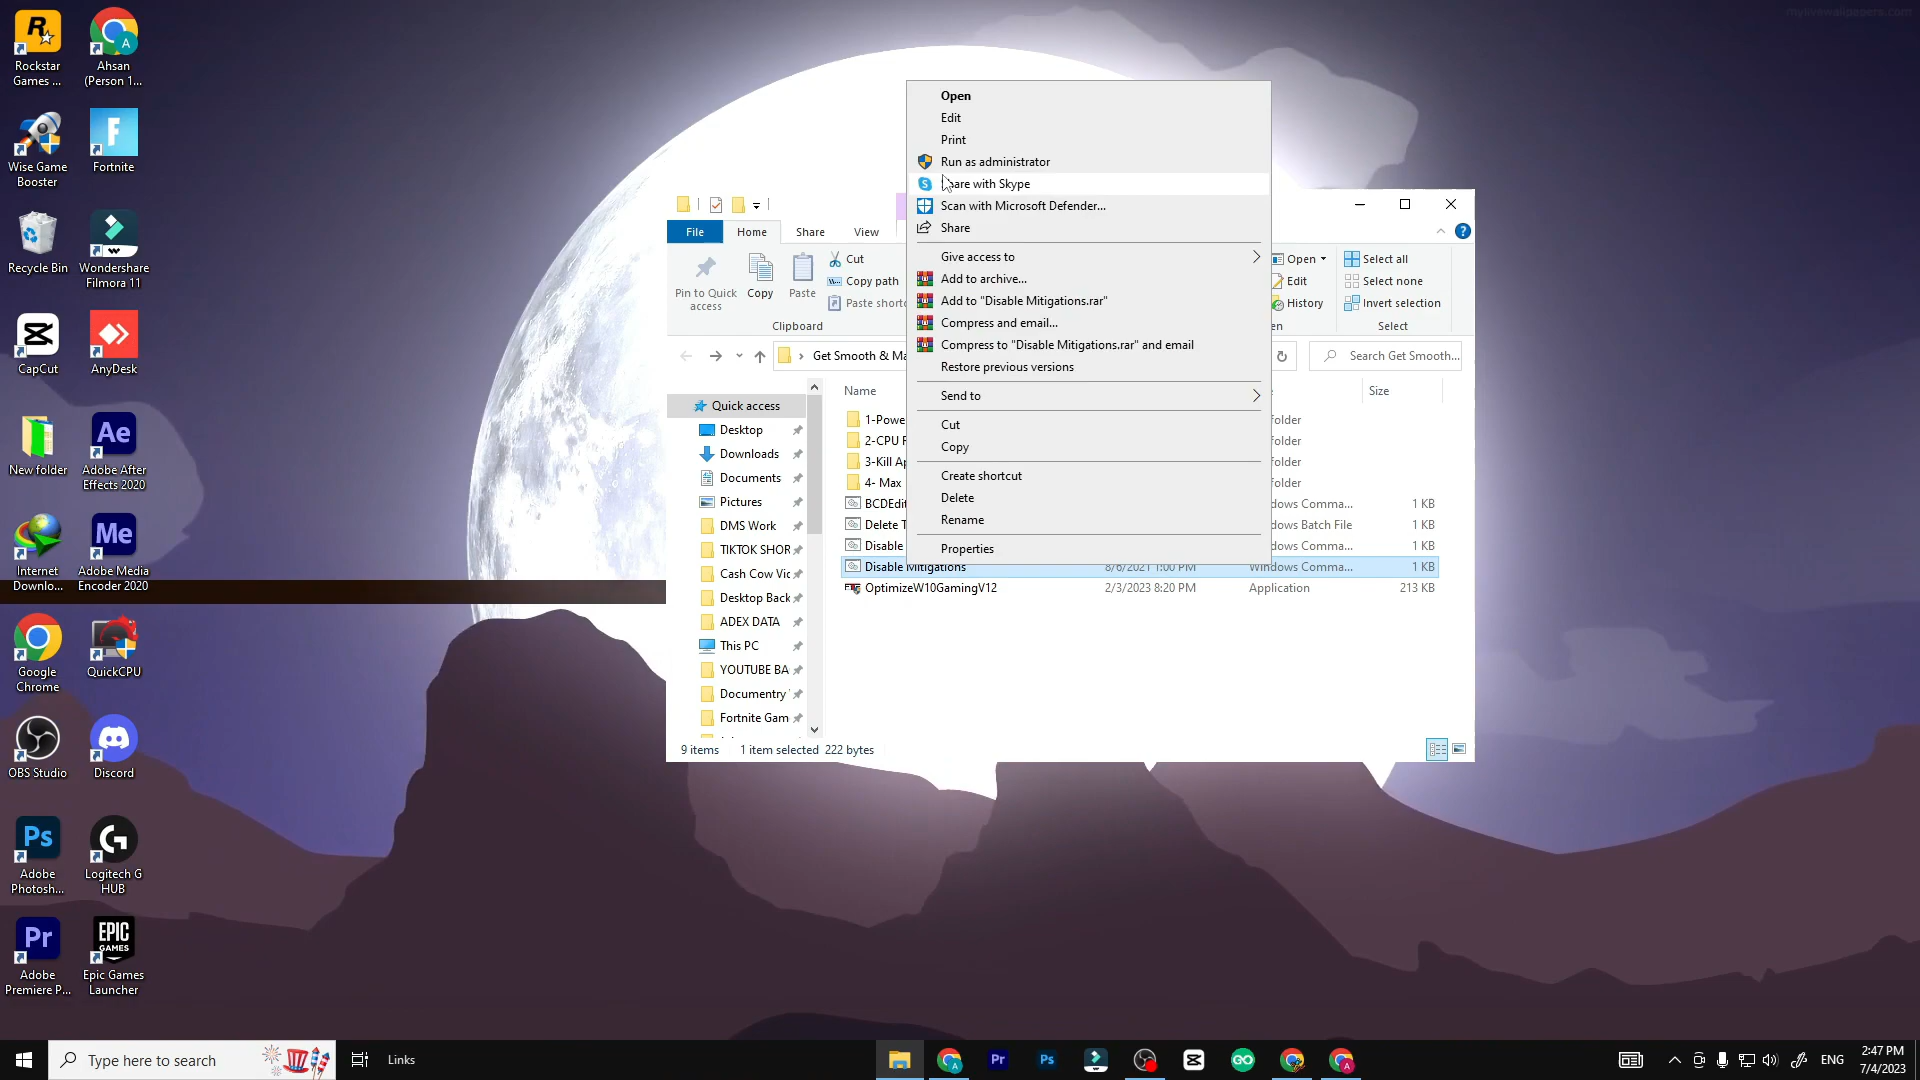 mylivewallpapers.com
Rockstar
Games ...
Ahsan
(Person 1...
Wise Game
Booster
Fortnite
Recycle Bin
Wondershare
Filmora 11
CapCut
AnyDesk
New folder
Adobe After
Effects 2020
Internet
Downlo...
Adobe Media
Encoder 2020
Google
Chrome
QuickCPU
OBS Studio
Discord
Adobe
Photosh...
Logitech G
HUB
Adobe
Premiere P...
Epic Games
Launcher
File
Home
Share
View
Pin to Quick
access
Copy
Paste
Cut
Copy path
Paste shortc
Clipboard
Open
Edit
History
en
Select all
Select none
Invert selection
Select
Get Smooth & Ma
Search Get Smooth...
Quick access
Desktop
Downloads
Documents
Pictures
DMS Work
TIKTOK SHOR
Cash Cow Vic
Desktop Back
ADEX DATA
This PC
YOUTUBE BA
Documentry
Fortnite Gam
Name
Size
1-Powe
folder
2-CPU F
folder
3-Kill Ap
folder
4- Max
folder
BCDEdit
dows Comma... 1 KB
Delete T
dows Batch File 1 KB
Disable
dows Comma... 1 KB
Disable Mitigations 8/6/2021 1:00 PM Windows Comma... 1 KB
OptimizeW10GamingV12 2/3/2023 8:20 PM Application 213 KB
9 items 1 item selected 222 bytes
Open
Edit
Print
Run as administrator
hare with Skype
Scan with Microsoft Defender...
Share
Give access to
Add to archive...
Add to "Disable Mitigations.rar"
Compress and email...
Compress to "Disable Mitigations.rar" and email
Restore previous versions
Send to
Cut
Copy
Create shortcut
Delete
Rename
Properties
Type here to search
Links
ENG
2:47 PM
7/4/2023